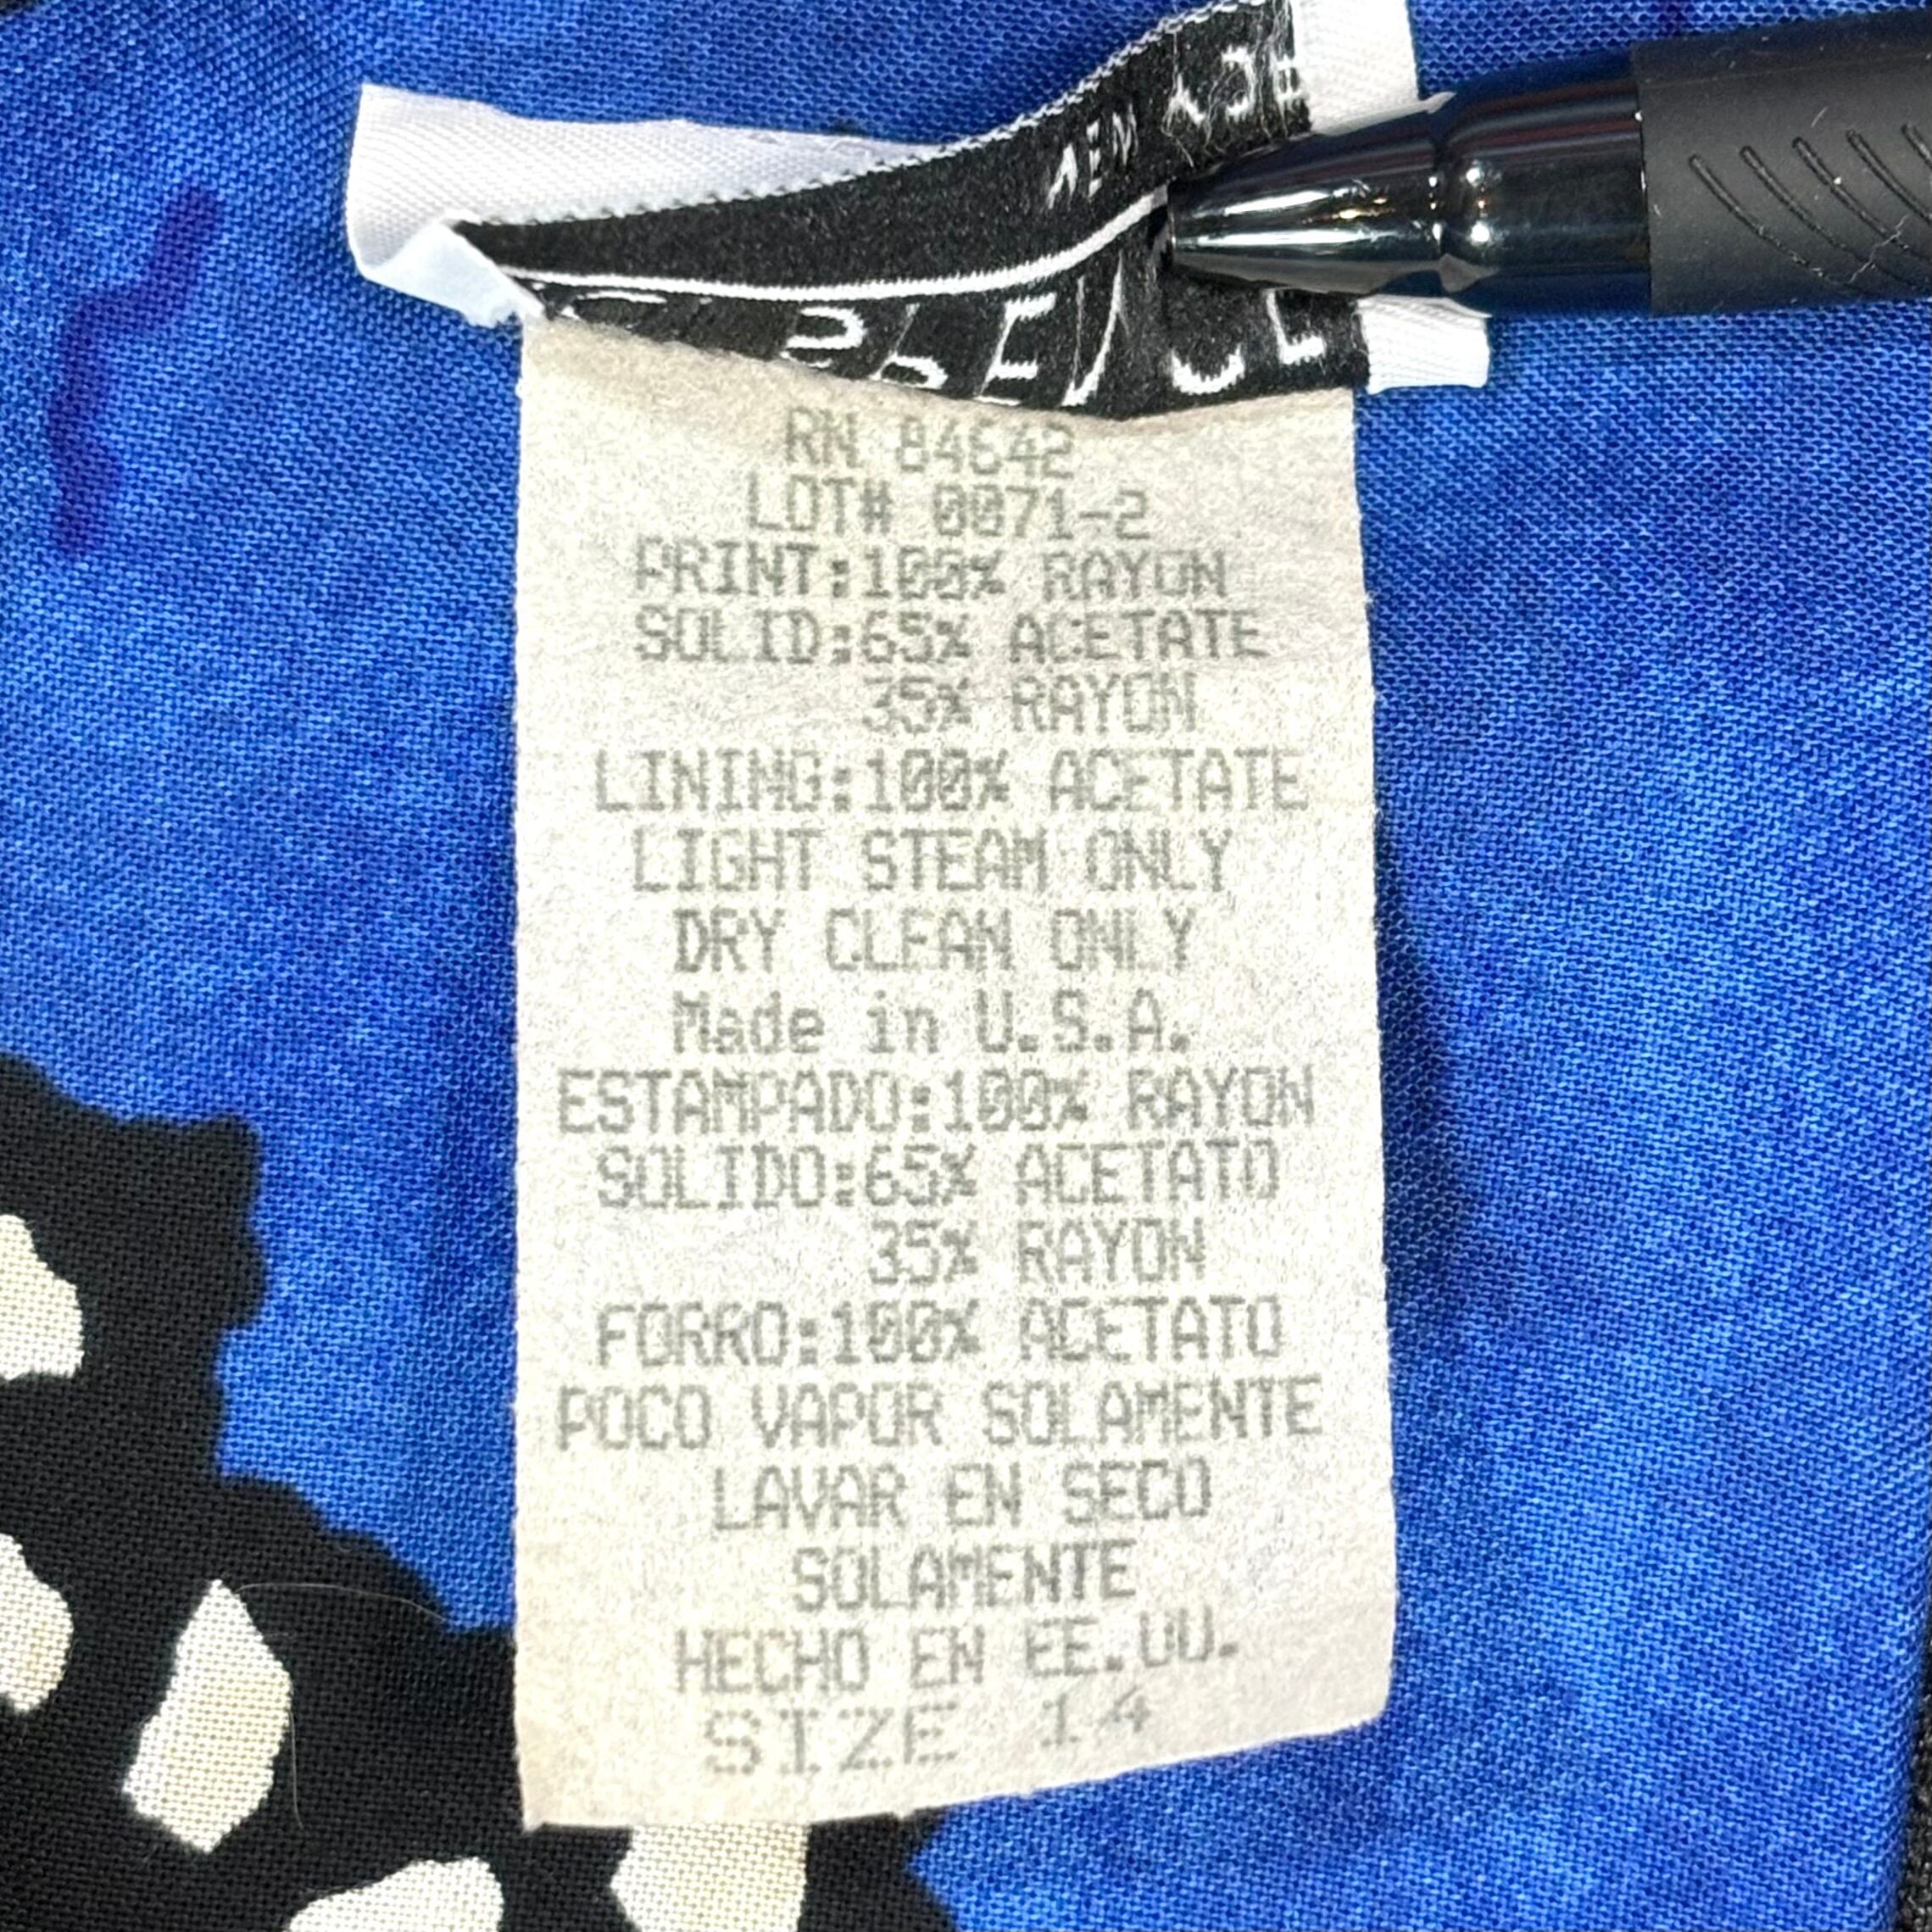 NEW
RN 84642
LOT# 0071-2
PRINT:100% RAYON
SOLID:65% ACETATE
35% RAYON
LINING:100% ACETATE
LIGHT STEAM ONLY
DRY CLEAN ONLY
Made in U.S.A.
ESTAMPADO:100% RAYON
SOLIDO:65% ACETATO
35% RAYON
FORRO:100% ACETATO
POCO VAPOR SOLAMENTE
LAVAR EN SECO
SOLAMENTE
HECHO EN EE.UU.
SIZE 14